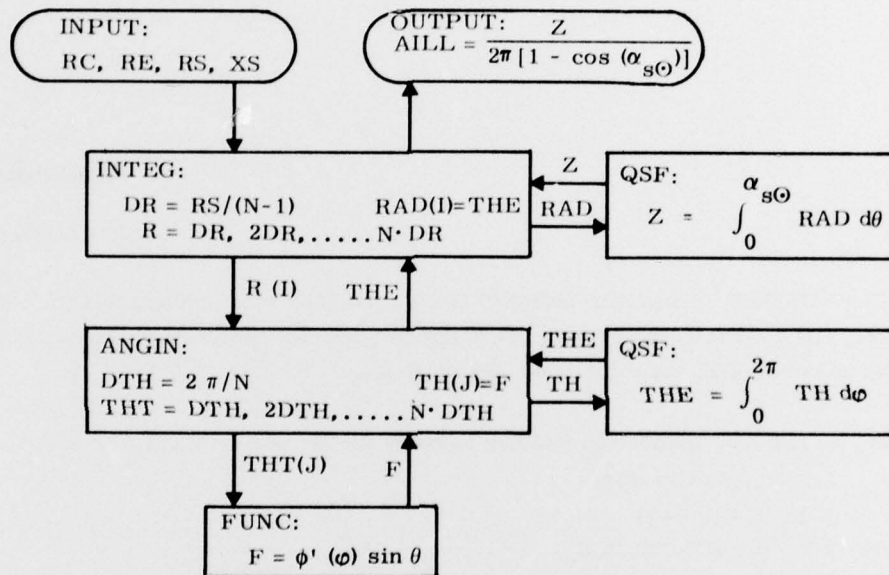 INPUT:
RC, RE, RS, XS
OUTPUT:
AILL = Z / 2π [1 - cos (α_s⊙)]
INTEG:
DR = RS/(N-1) RAD(I)=THE
R = DR, 2DR,......N·DR
Z
RAD
QSF:
Z = ∫_0^{α_s⊙} RAD dθ
R (I)
THE
ANGIN:
DTH = 2 π/N TH(J)=F
THT = DTH, 2DTH,......N·DTH
THE
TH
QSF:
THE = ∫_0^{2π} TH dφ
THT(J)
F
FUNC:
F = ϕ' (φ) sin θ